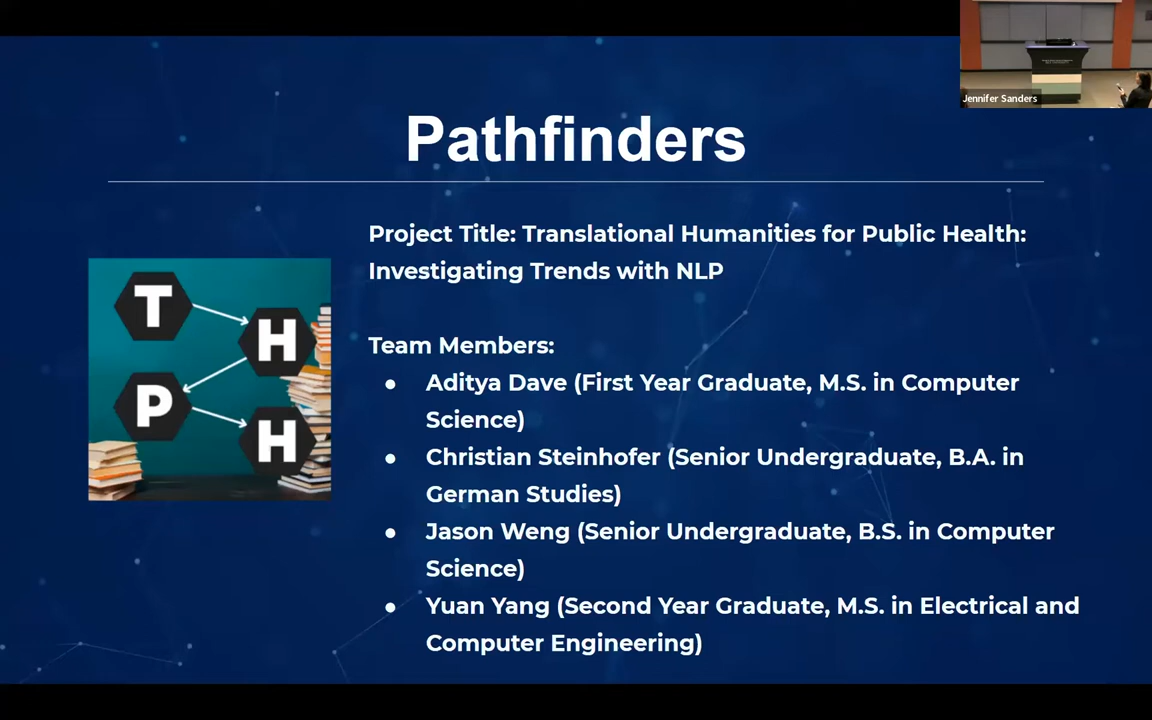 Pathfinders
Project Title: Translational Humanities for Public Health:
Investigating Trends with NLP
Team Members:
● Aditya Dave (First Year Graduate, M.S. in Computer
Science)
● Christian Steinhofer (Senior Undergraduate, B.A. in
German Studies)
● Jason Weng (Senior Undergraduate, B.S. in Computer
Science)
● Yuan Yang (Second Year Graduate, M.S. in Electrical and
Computer Engineering)
T
H
P
H
Jennifer Sanders